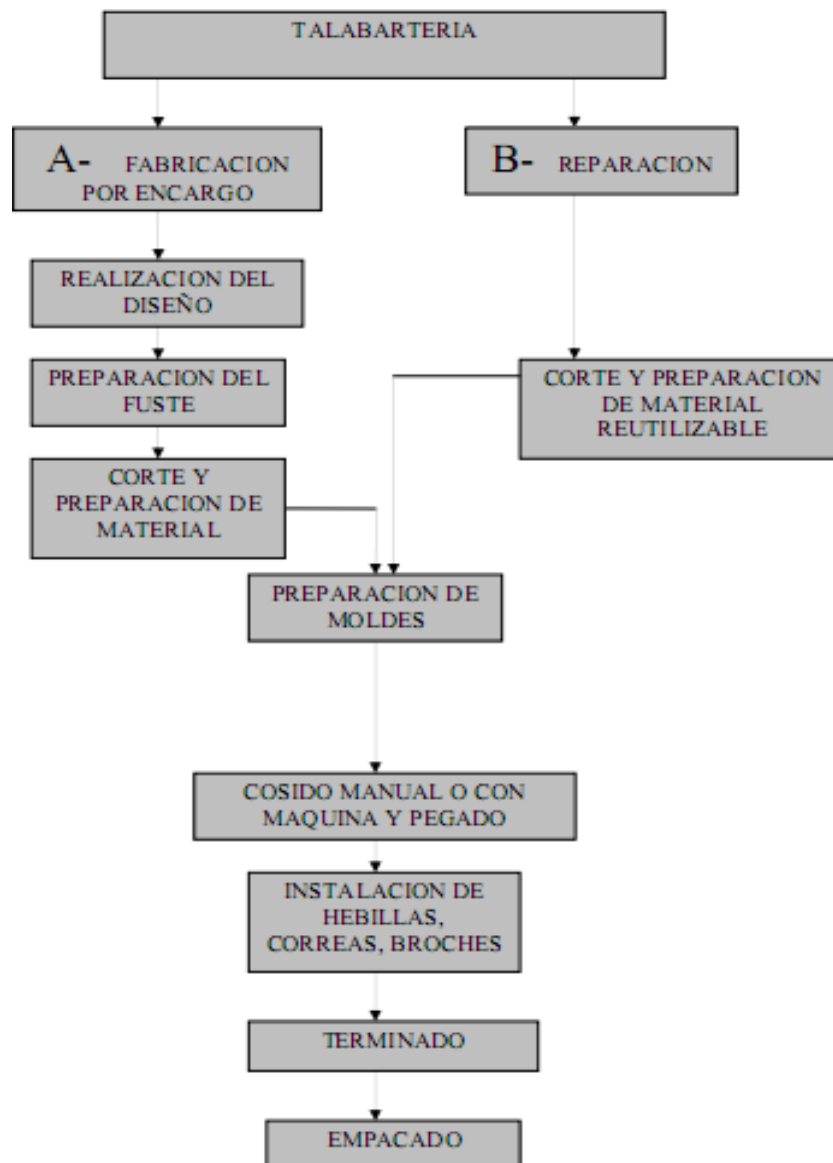 TALABARTERIA
A- FABRICACION
POR ENCARGO
B- REPARACION
REALIZACION DEL
DISEÑO
PREPARACION DEL
FUSTE
CORTE Y PREPARACION
DE MATERIAL
REUTILIZABLE
CORTE Y
PREPARACION DE
MATERIAL
PREPARACION DE
MOLDES
COSIDO MANUAL O CON
MAQUINA Y PEGADO
INSTALACION DE
HEBILLAS,
CORREAS, BROCHES
TERMINADO
EMPACADO